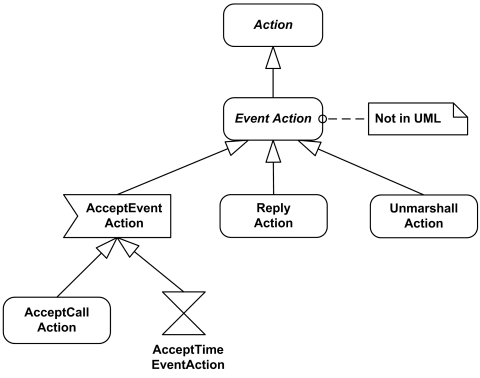 Action
Event Action
Not in UML
AcceptEvent
Action
Reply
Action
Unmarshall
Action
AcceptCall
Action
AcceptTime
EventAction